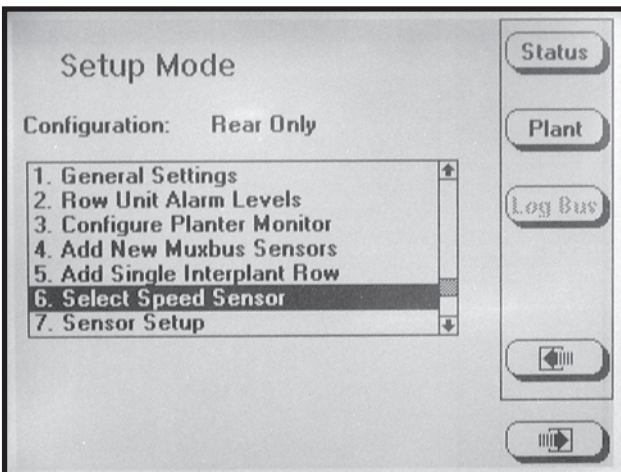 Setup Mode
Configuration: Rear Only
1. General Settings
2. Row Unit Alarm Levels
3. Configure Planter Monitor
4. Add New Muxbus Sensors
5. Add Single Interplant Row
6. Select Speed Sensor
7. Sensor Setup
Status
Plant
Log Bus